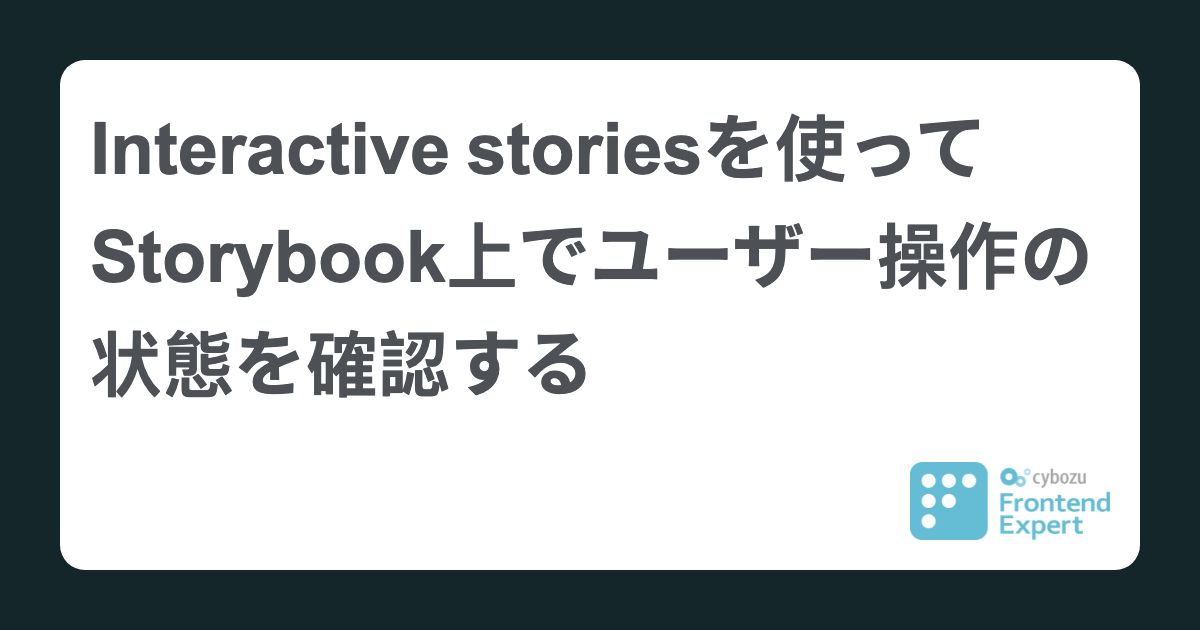 Interactive storiesを使って
Storybook上でユーザー操作の
状態を確認する
cybozu
Frontend
Expert